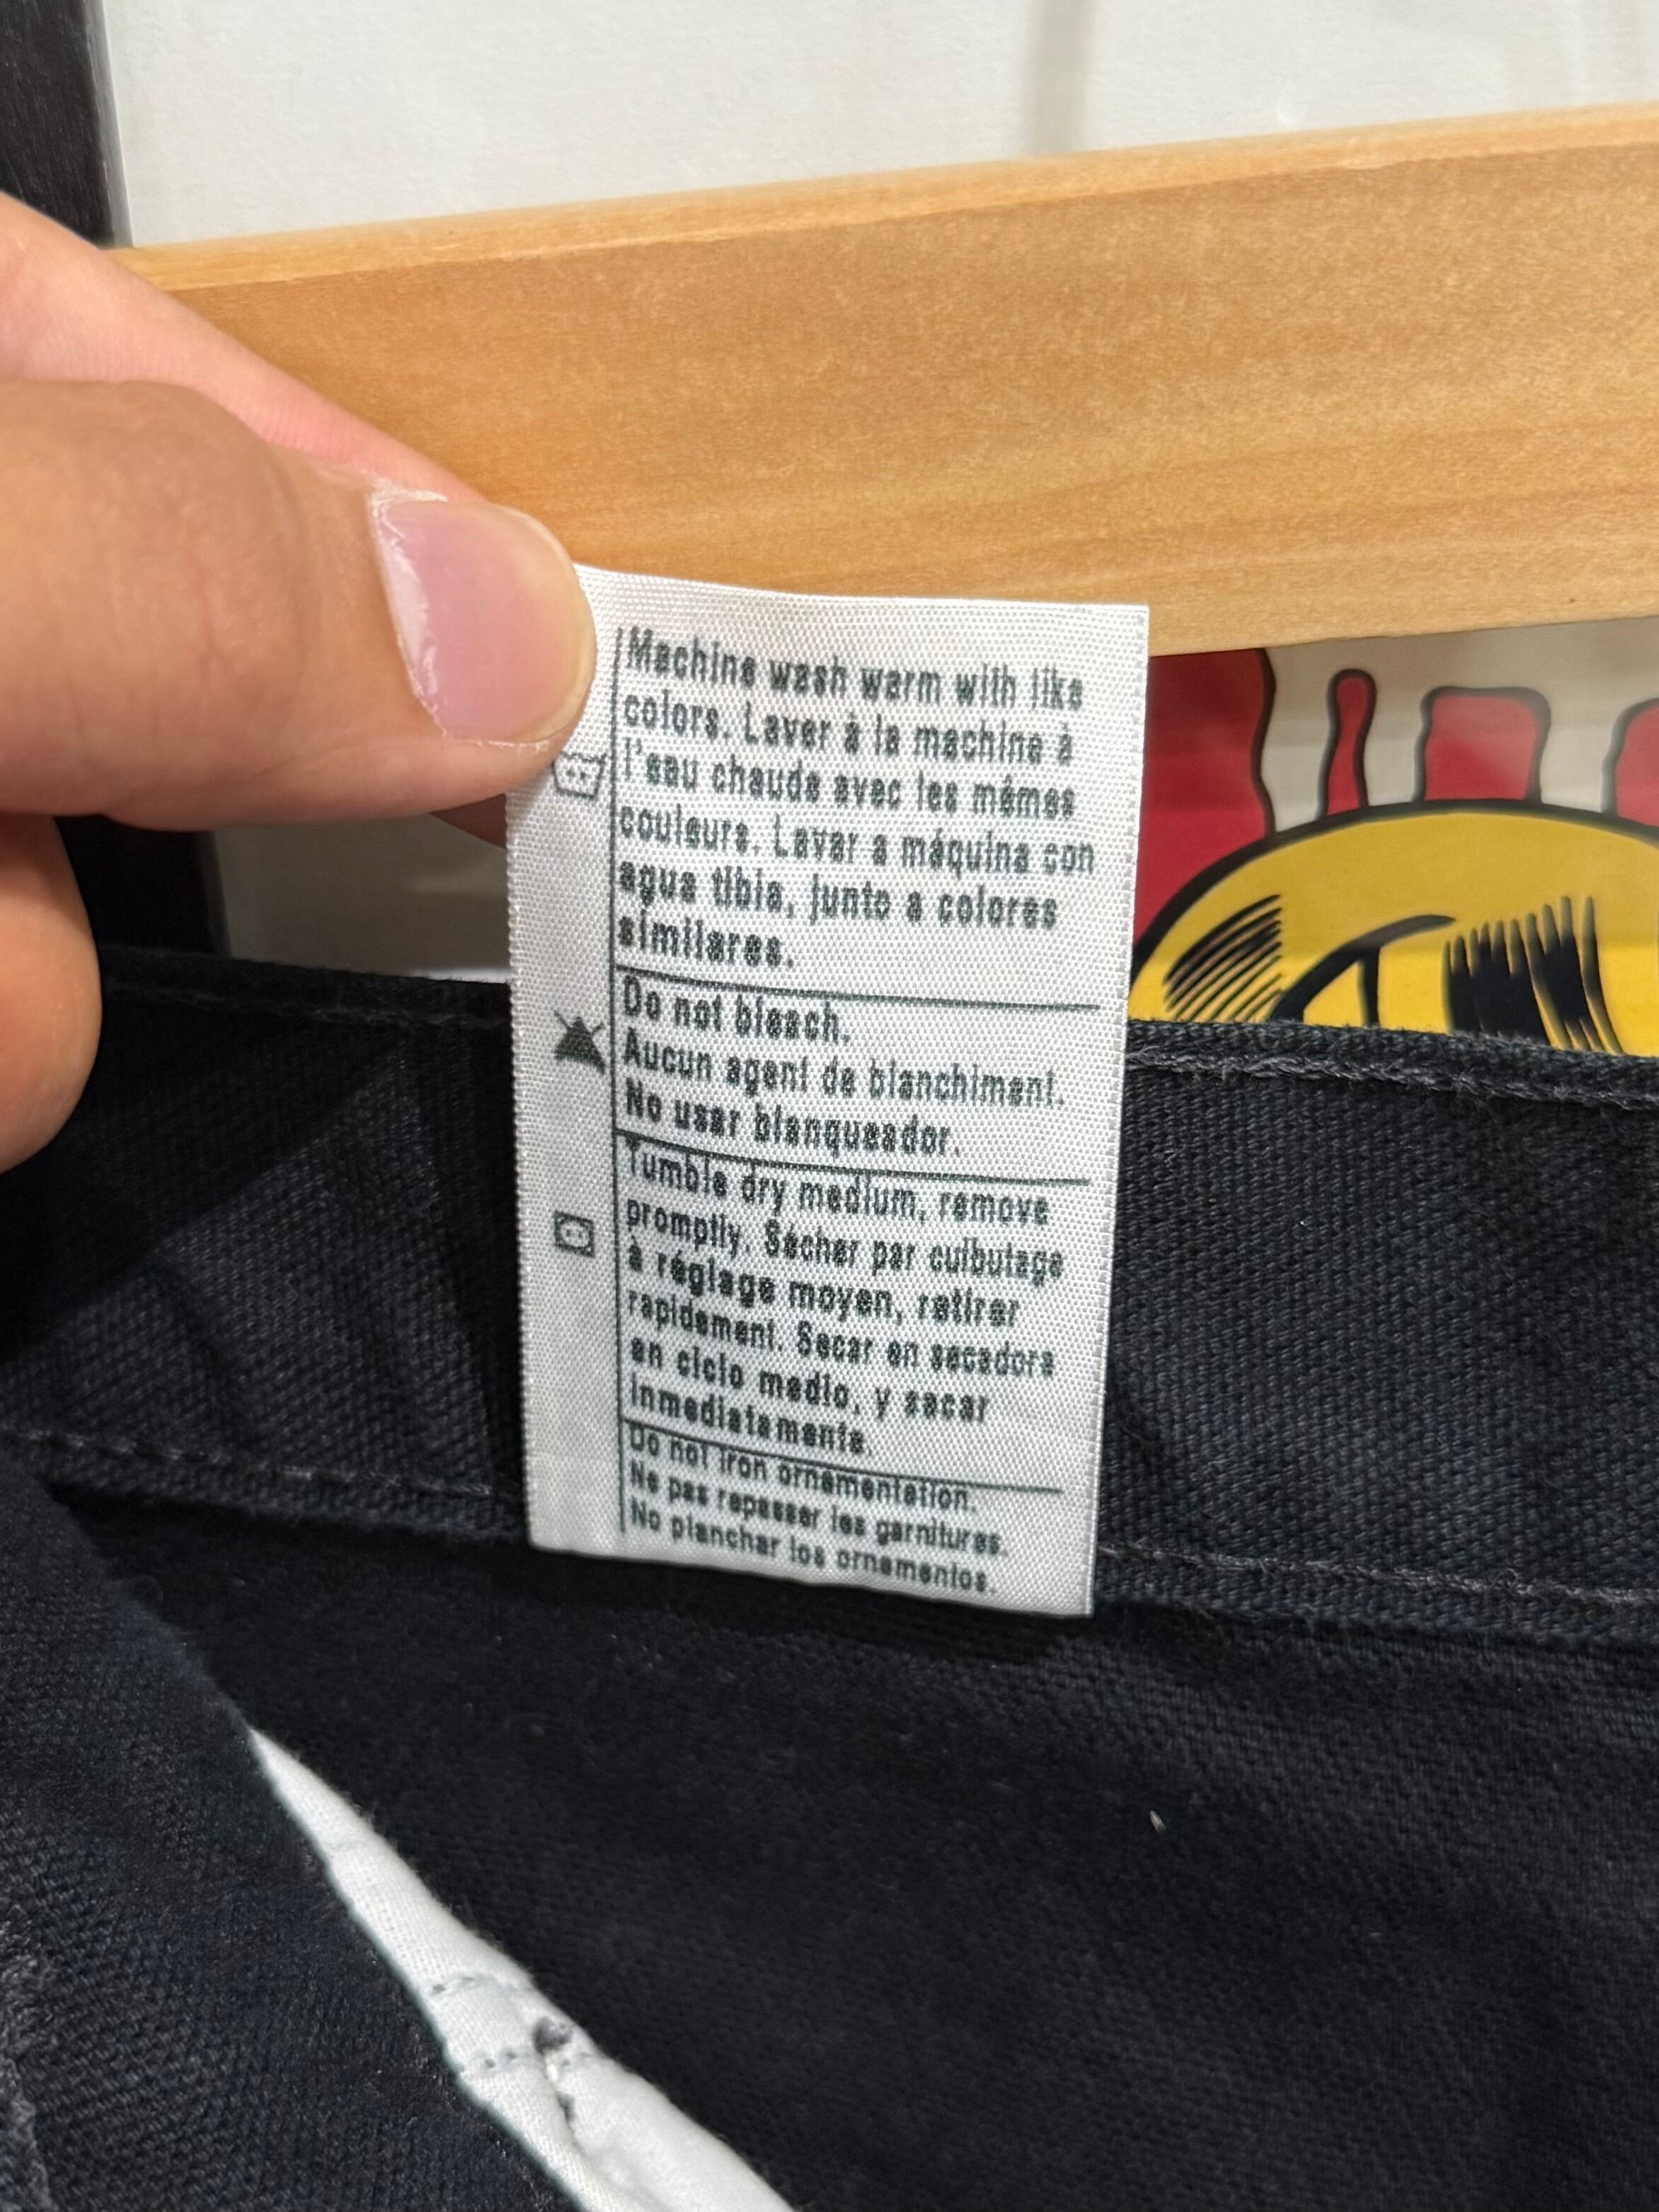 Machine wash warm with like
colors. Laver à la machine à
l'eau chaude avec les mêmes
couleurs. Lavar a máquina con
agua tibia, junto a colores
similares.
Do not bleach.
Aucun agent de blanchiment.
No usar blanqueador.
Tumble dry medium, remove
promptly. Sécher par culbutage
à réglage moyen, retirer
rapidement. Secar en secadora
en ciclo medio, y sacar
inmediatamente.
Do not iron ornamentation.
Ne pas repasser les garnitures.
No planchar los ornamentos.